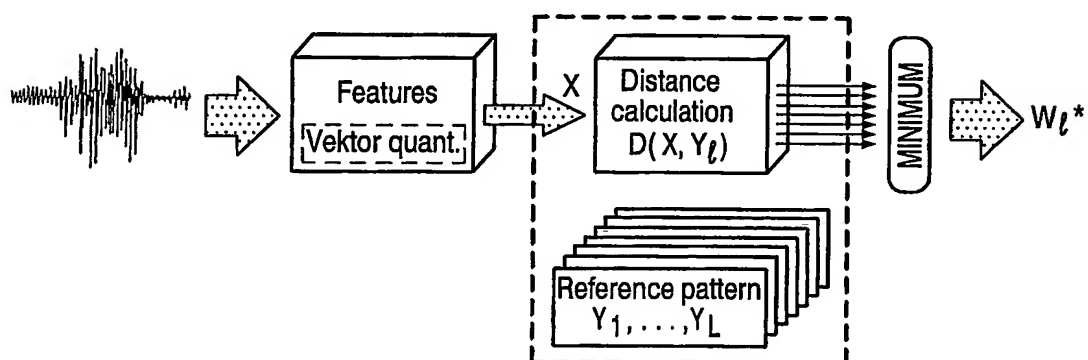 Features
Vektor quant.
X
Distance
calculation
D(X, Yℓ)
MINIMUM
Wℓ*
Reference pattern
Y1,...,YL